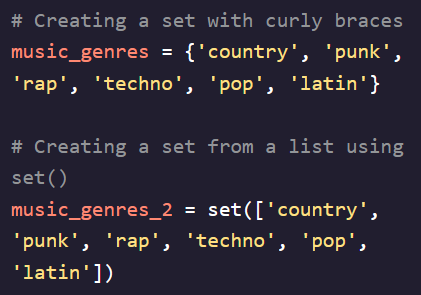 # Creating a set with curly braces
music_genres = {'country', 'punk',
'rap', 'techno', 'pop', 'latin'}
# Creating a set from a list using
set()
music_genres_2 = set(['country',
'punk', 'rap', 'techno', 'pop',
'latin'])